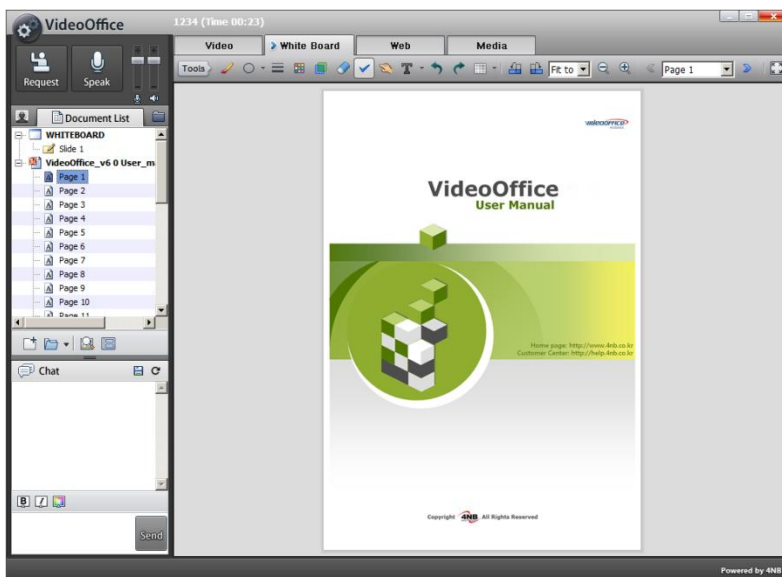 VideoOffice
1234 (Time 00:23)
Video
White Board
Web
Media
Request
Speak
Tools
T
Fit to
Page 1
Document List
WHITEBOARD
Slide 1
VideoOffice_v6 0 User_m
Page 1
Page 2
Page 3
Page 4
Page 5
Page 6
Page 7
Page 8
Page 9
Page 10
Page 11
Chat
B I
Send
VideoOffice
VideoOffice
User Manual
Home page: http://www.4nb.co.kr
Customer Center: http://help.4nb.co.kr
Copyright 4NB All Rights Reserved
Powered by 4NB